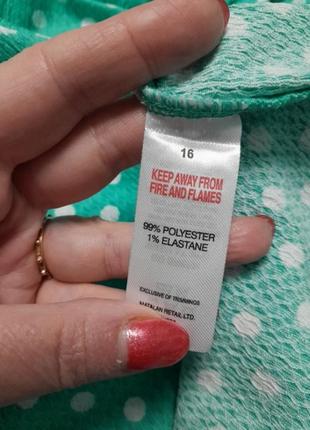 16
KEEP AWAY FROM
FIRE AND FLAMES
99% POLYESTER
1% ELASTANE
EXCLUSIVE OF TRIMMINGS
MATALAN RETAIL LTD.